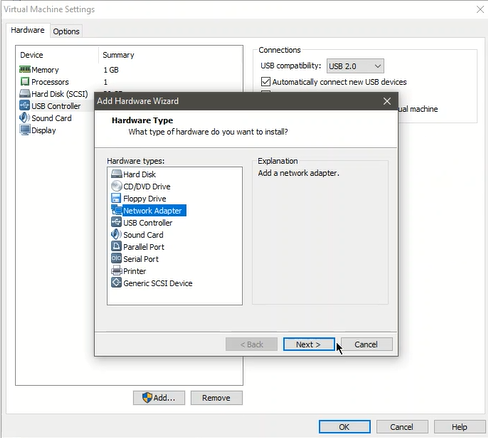 Virtual Machine Settings
Hardware Options
Device Summary
Memory 1 GB
Processors 1
Hard Disk (SCSI)
USB Controller
Sound Card
Display
Connections
USB compatibility: USB 2.0
Automatically connect new USB devices
machine
Add Hardware Wizard
Hardware Type
What type of hardware do you want to install?
Hardware types:
Hard Disk
CD/DVD Drive
Floppy Drive
Network Adapter
USB Controller
Sound Card
Parallel Port
Serial Port
Printer
Generic SCSI Device
Explanation
Add a network adapter.
< Back Next > Cancel
Add... Remove
OK Cancel Help